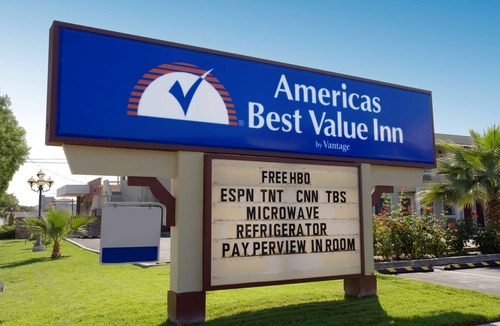 Americas
Best Value Inn
by Vantage
FREE HBO
ESPN TNT CNN TBS
MICROWAVE
REFRIGERATOR
PAY PERVIEW IN ROOM